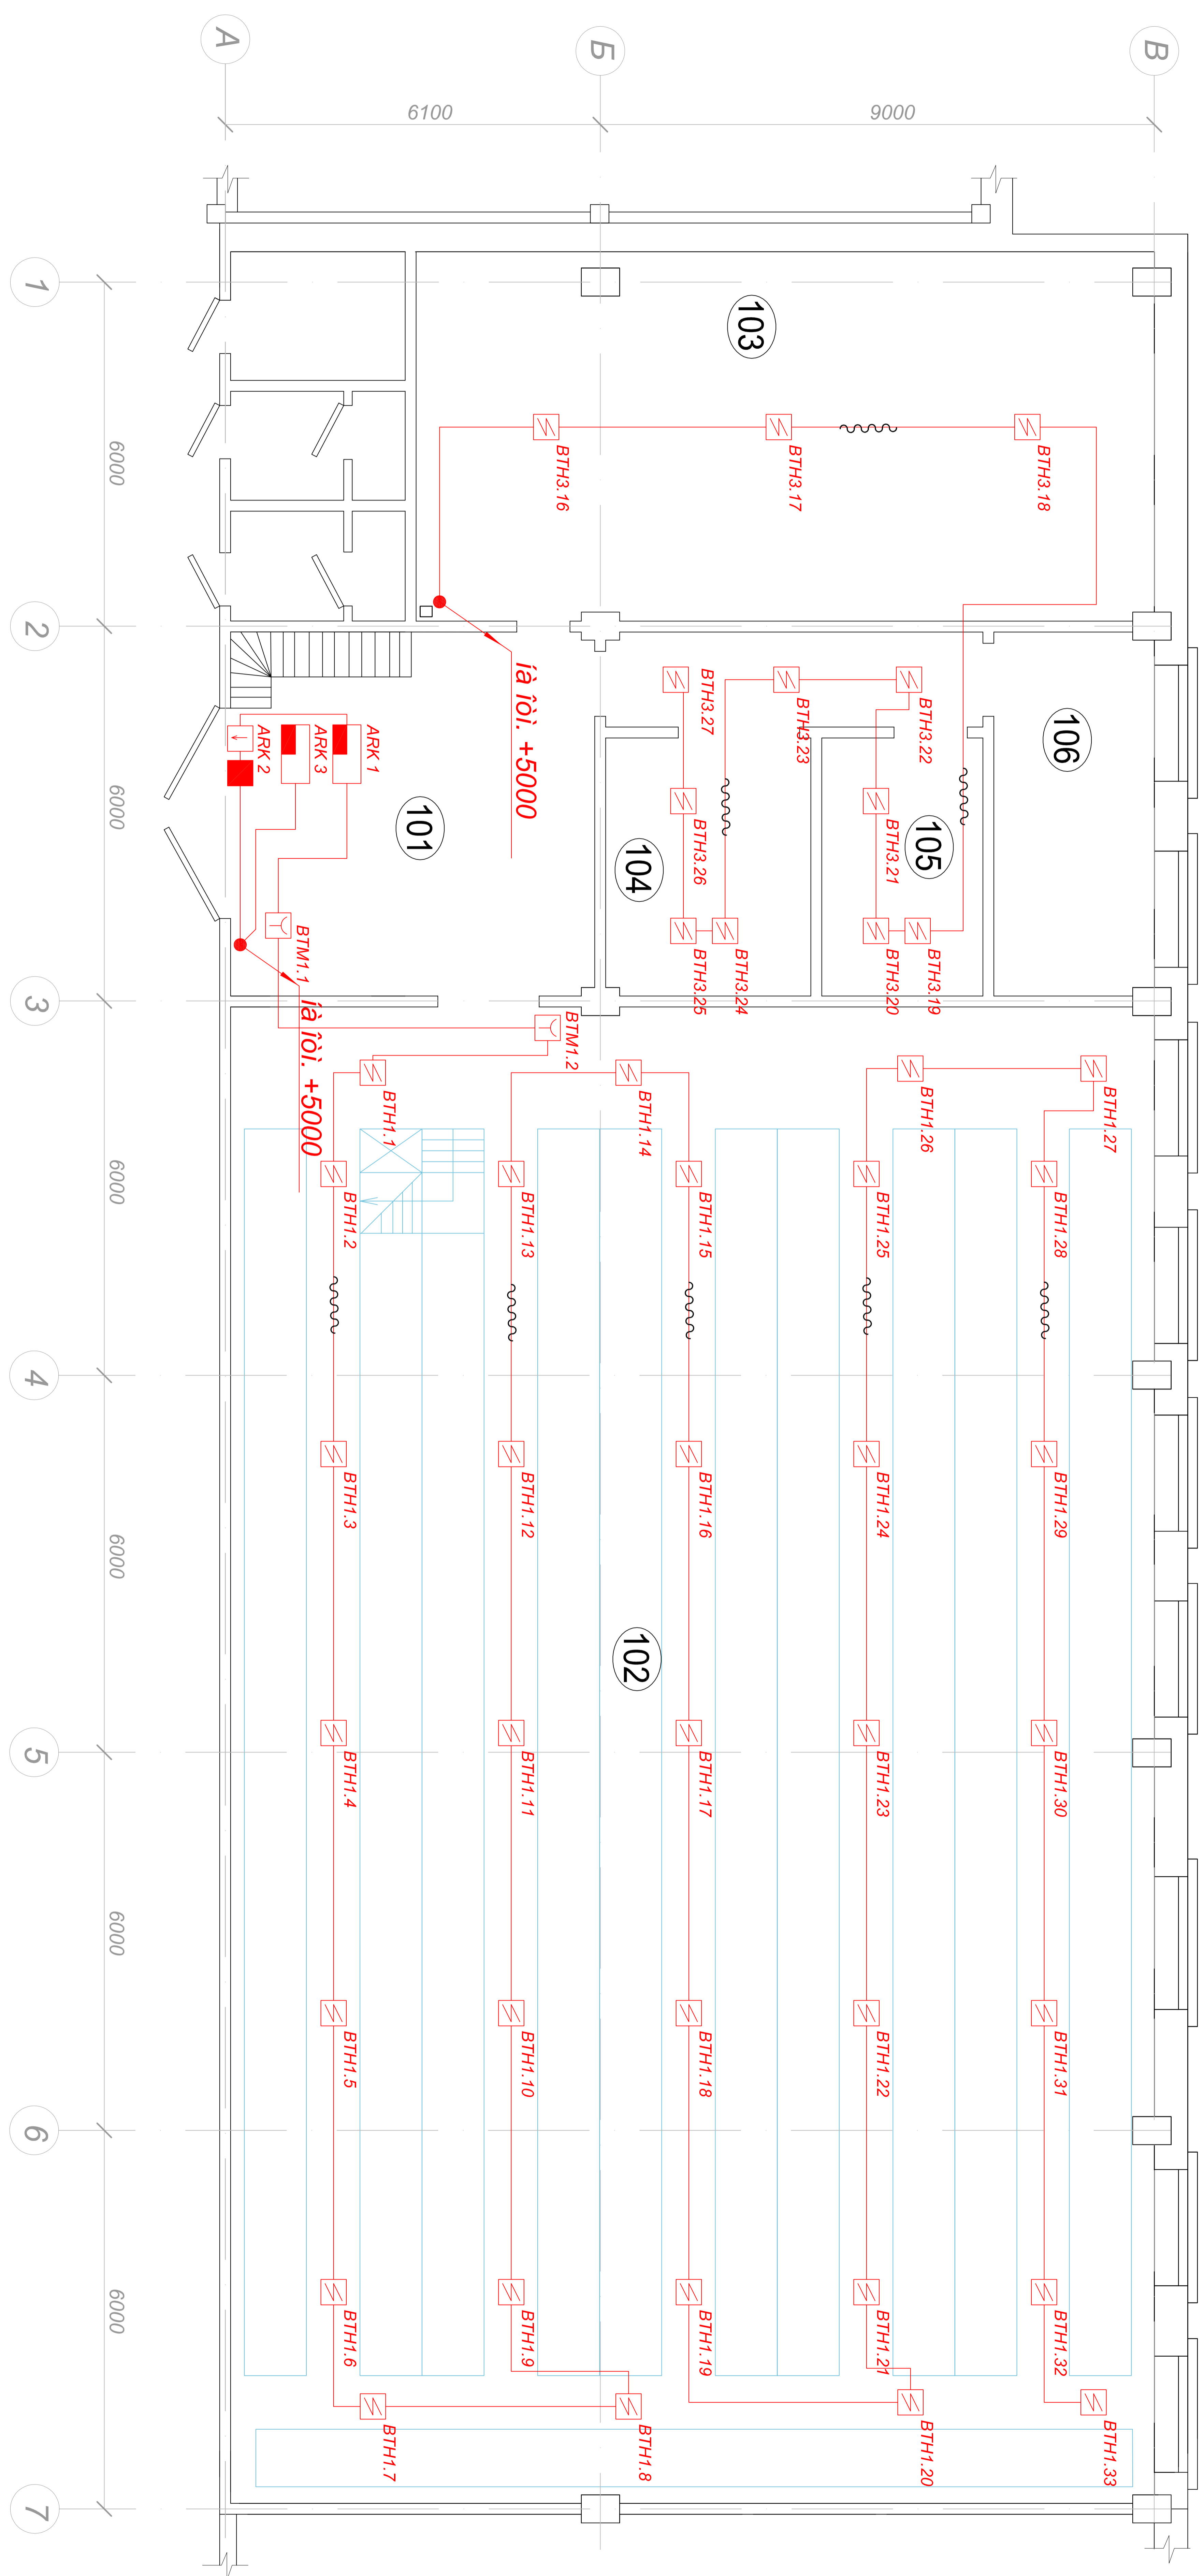 А
Б
В
6100
9000
1
2
3
4
5
6
7
6000
6000
6000
6000
6000
6000
103
BTH3.16
BTH3.17
BTH3.18
íà îòì. +5000
106
105
104
101
102
BTH3.27
BTH3.23
BTH3.22
BTH3.26
BTH3.21
BTH3.25
BTH3.24
BTH3.20
BTH3.19
ARK 2
ARK 3
ARK 1
BTM1.1
íà îòì. +5000
BTM1.2
BTH1.1
BTH1.14
BTH1.26
BTH1.27
BTH1.2
BTH1.13
BTH1.15
BTH1.25
BTH1.28
BTH1.3
BTH1.12
BTH1.16
BTH1.24
BTH1.29
BTH1.4
BTH1.11
BTH1.17
BTH1.23
BTH1.30
BTH1.5
BTH1.10
BTH1.18
BTH1.22
BTH1.31
BTH1.6
BTH1.9
BTH1.19
BTH1.21
BTH1.32
BTH1.7
BTH1.8
BTH1.20
BTH1.33